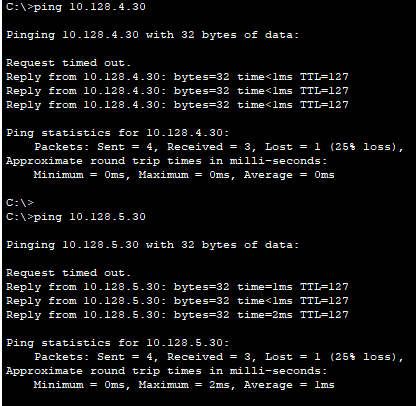 C:\>ping 10.128.4.30
Pinging 10.128.4.30 with 32 bytes of data:
Request timed out.
Reply from 10.128.4.30: bytes=32 time<1ms TTL=127
Reply from 10.128.4.30: bytes=32 time<1ms TTL=127
Reply from 10.128.4.30: bytes=32 time<1ms TTL=127
Ping statistics for 10.128.4.30:
    Packets: Sent = 4, Received = 3, Lost = 1 (25% loss),
Approximate round trip times in milli-seconds:
    Minimum = 0ms, Maximum = 0ms, Average = 0ms
C:\>
C:\>ping 10.128.5.30
Pinging 10.128.5.30 with 32 bytes of data:
Request timed out.
Reply from 10.128.5.30: bytes=32 time=1ms TTL=127
Reply from 10.128.5.30: bytes=32 time<1ms TTL=127
Reply from 10.128.5.30: bytes=32 time=2ms TTL=127
Ping statistics for 10.128.5.30:
    Packets: Sent = 4, Received = 3, Lost = 1 (25% loss),
Approximate round trip times in milli-seconds:
    Minimum = 0ms, Maximum = 2ms, Average = 1ms